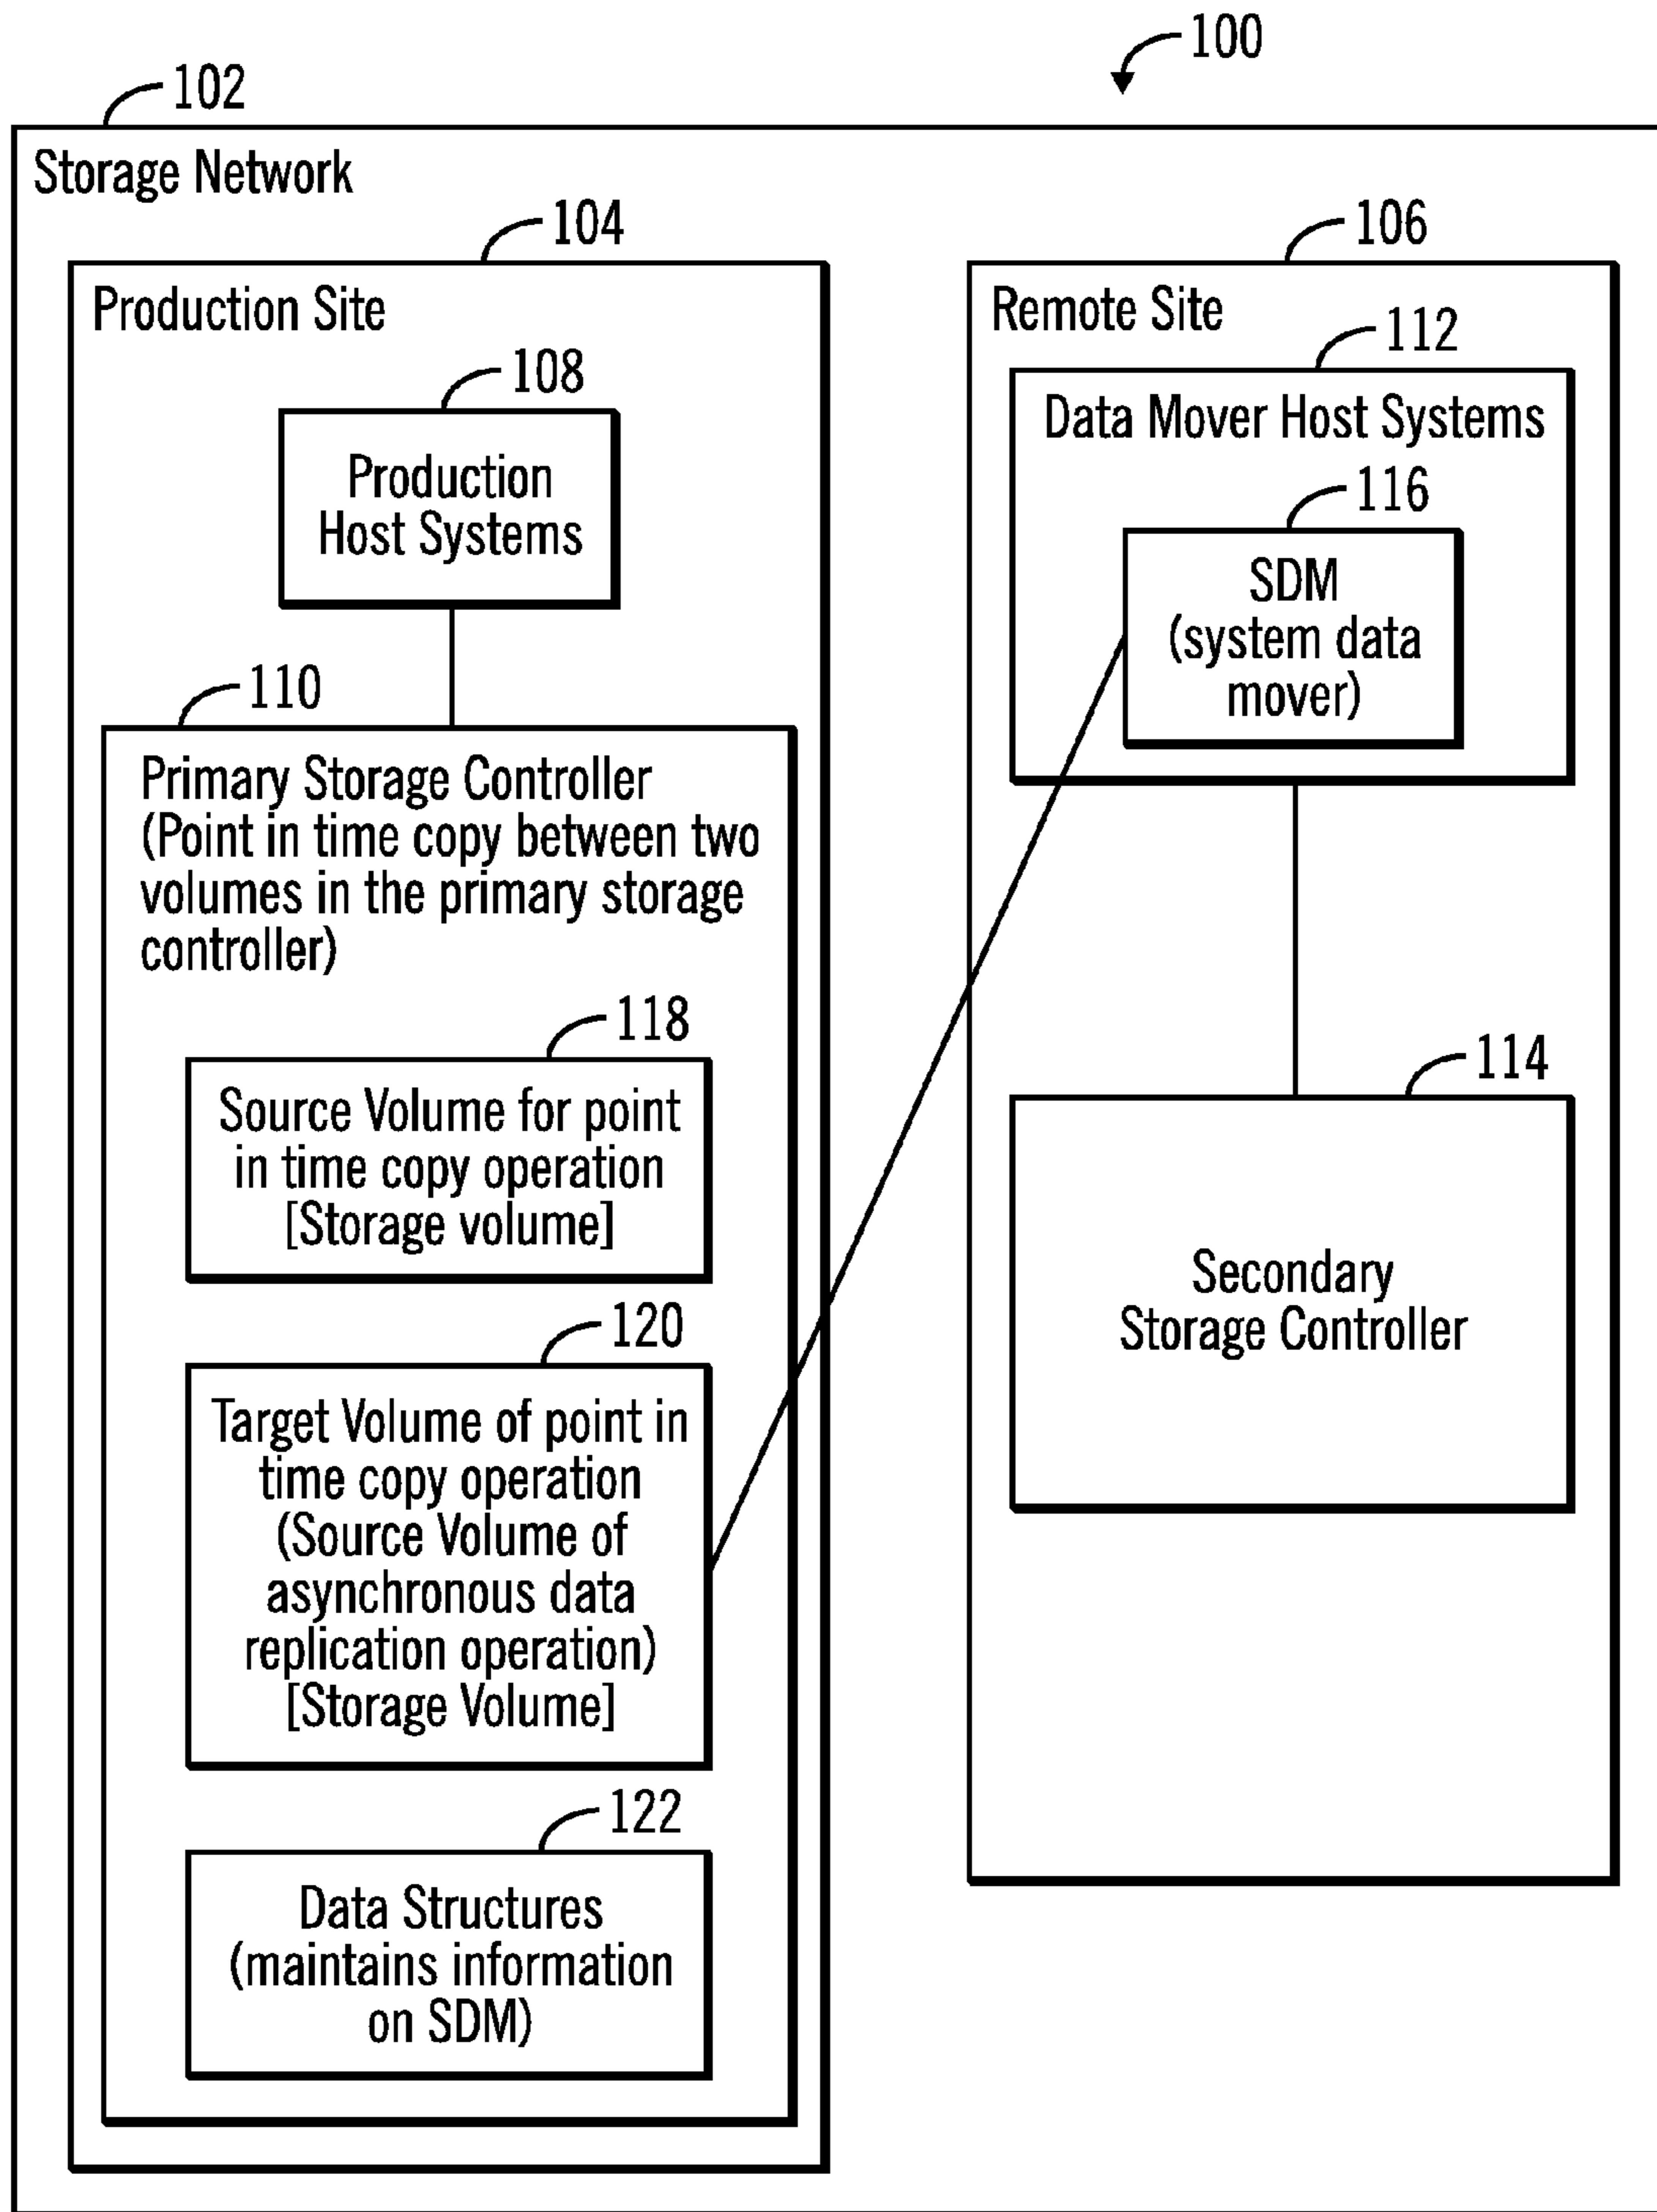 100
102
Storage Network
104
Production Site
108
Production
Host Systems
110
Primary Storage Controller
(Point in time copy between two
volumes in the primary storage
controller)
118
Source Volume for point
in time copy operation
[Storage volume]
120
Target Volume of point in
time copy operation
(Source Volume of
asynchronous data
replication operation)
[Storage Volume]
122
Data Structures
(maintains information
on SDM)
106
Remote Site
112
Data Mover Host Systems
116
SDM
(system data
mover)
114
Secondary
Storage Controller